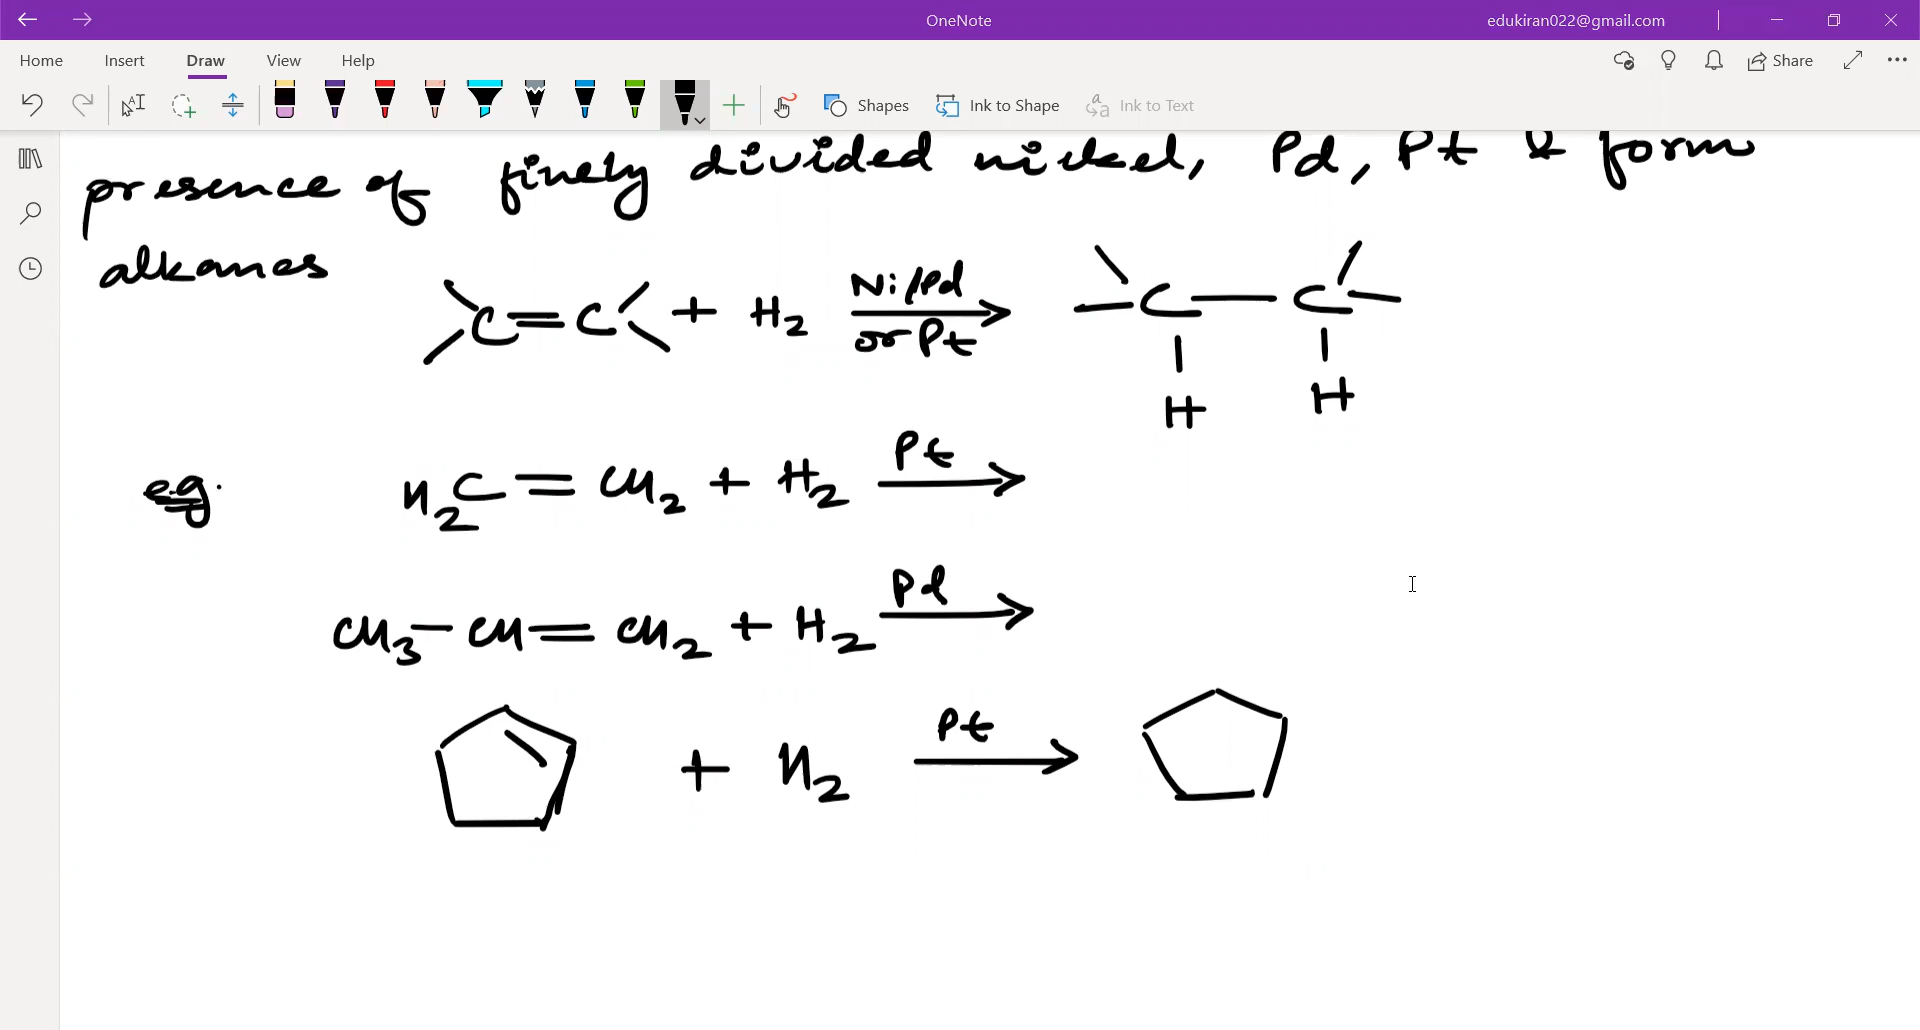 OneNote
edukiran022@gmail.com
Home Insert Draw View Help
Share
Shapes Ink to Shape Ink to Text
presence of finely divided nickel, Pd, Pt & form
alkanes
C=C + H2 Ni/Pd or Pt → C—C
H H
eg. H2C=CH2 + H2 Pt →
CH3—CH=CH2 + H2 Pd →
+ H2 Pt →